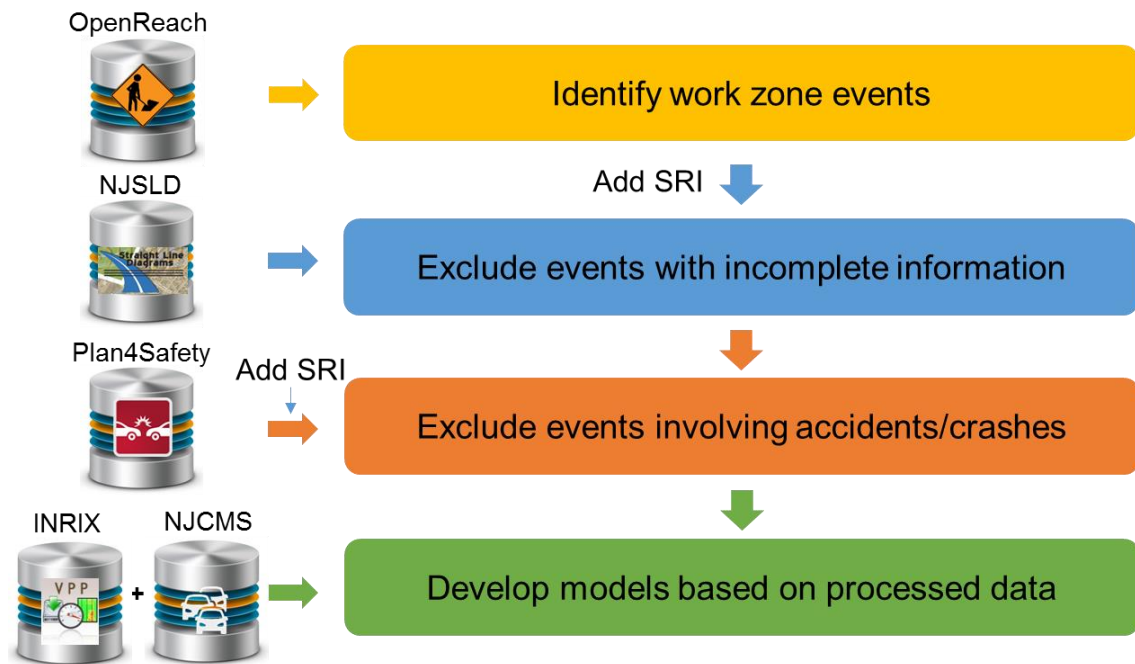 OpenReach
Identify work zone events
Add SRI
NJSLD
Straight Line
Diagrams
Exclude events with incomplete information
Plan4Safety
Add SRI
Exclude events involving accidents/crashes
INRIX
NJCMS
VPP
+
Develop models based on processed data